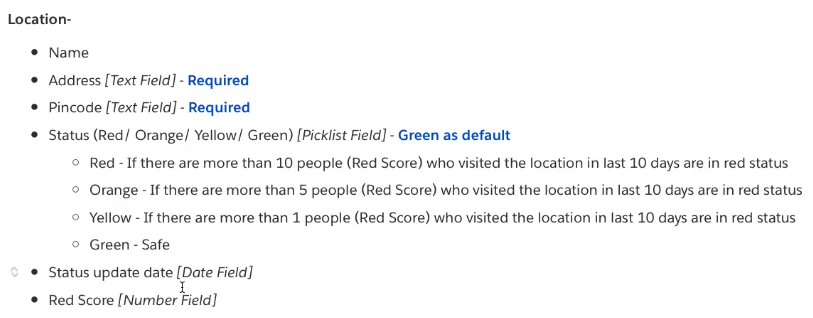 Location-
Name
Address [Text Field] - Required
Pincode [Text Field] - Required
Status (Red/ Orange/ Yellow/ Green) [Picklist Field] - Green as default
Red - If there are more than 10 people (Red Score) who visited the location in last 10 days are in red status
Orange - If there are more than 5 people (Red Score) who visited the location in last 10 days are in red status
Yellow - If there are more than 1 people (Red Score) who visited the location in last 10 days are in red status
Green - Safe
Status update date [Date Field]
Red Score [Number Field]